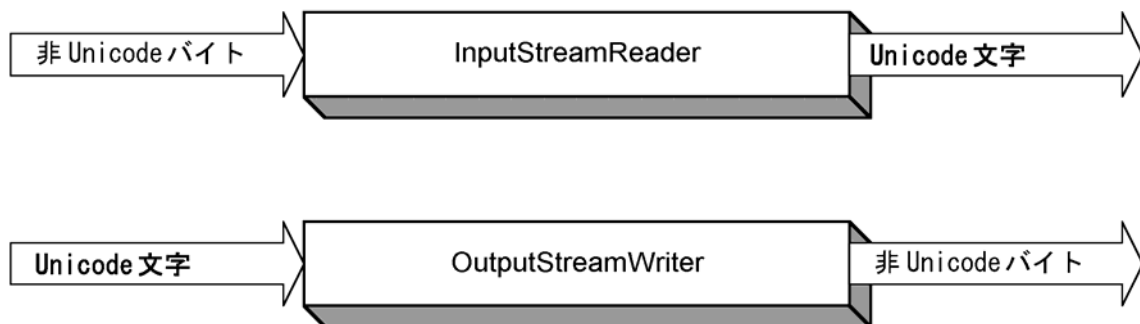 非Unicodeバイト
InputStreamReader
Unicode文字
Unicode文字
OutputStreamWriter
非Unicodeバイト